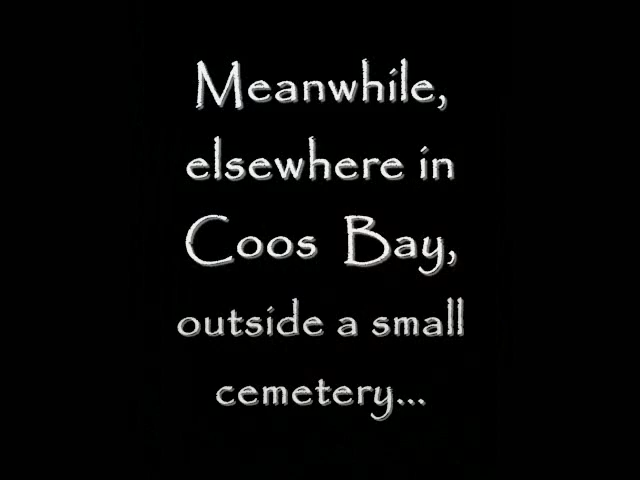 Meanwhile,
elsewhere in
Coos Bay,
outside a small
cemetery...